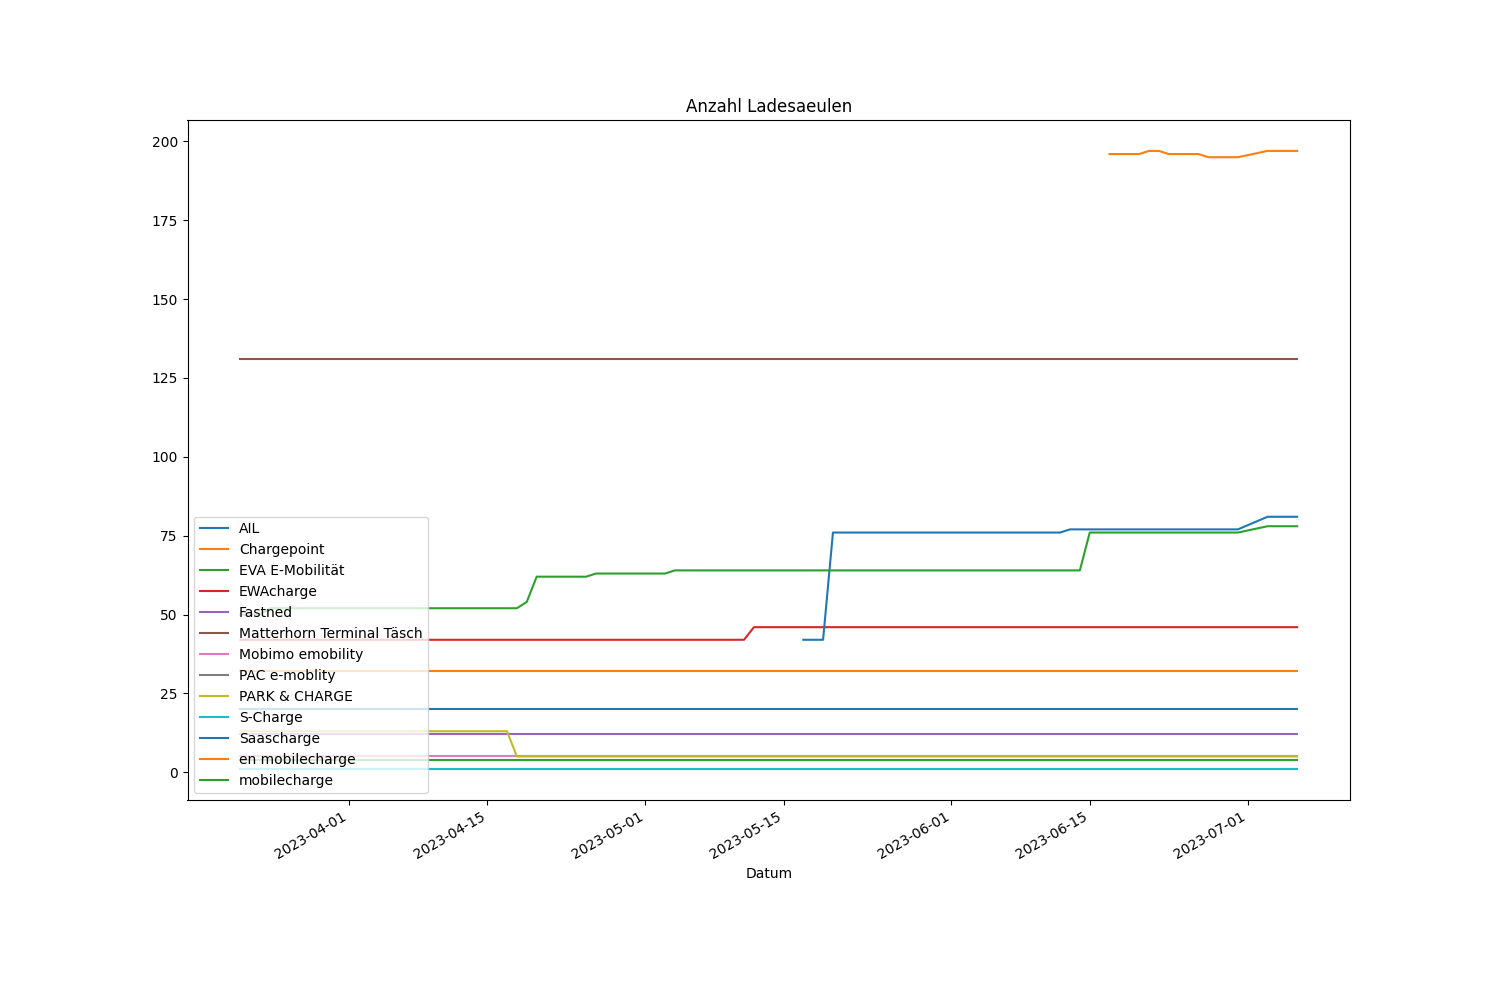 Anzahl Ladesaeulen
200
175
150
125
100
75
50
25
0
AIL
Chargepoint
EVA E-Mobilität
EWAcharge
Fastned
Matterhorn Terminal Täsch
Mobimo emobility
PAC e-moblity
PARK & CHARGE
S-Charge
Saascharge
en mobilecharge
mobilecharge
2023-04-01
2023-04-15
2023-05-01
2023-05-15
2023-06-01
2023-06-15
2023-07-01
Datum